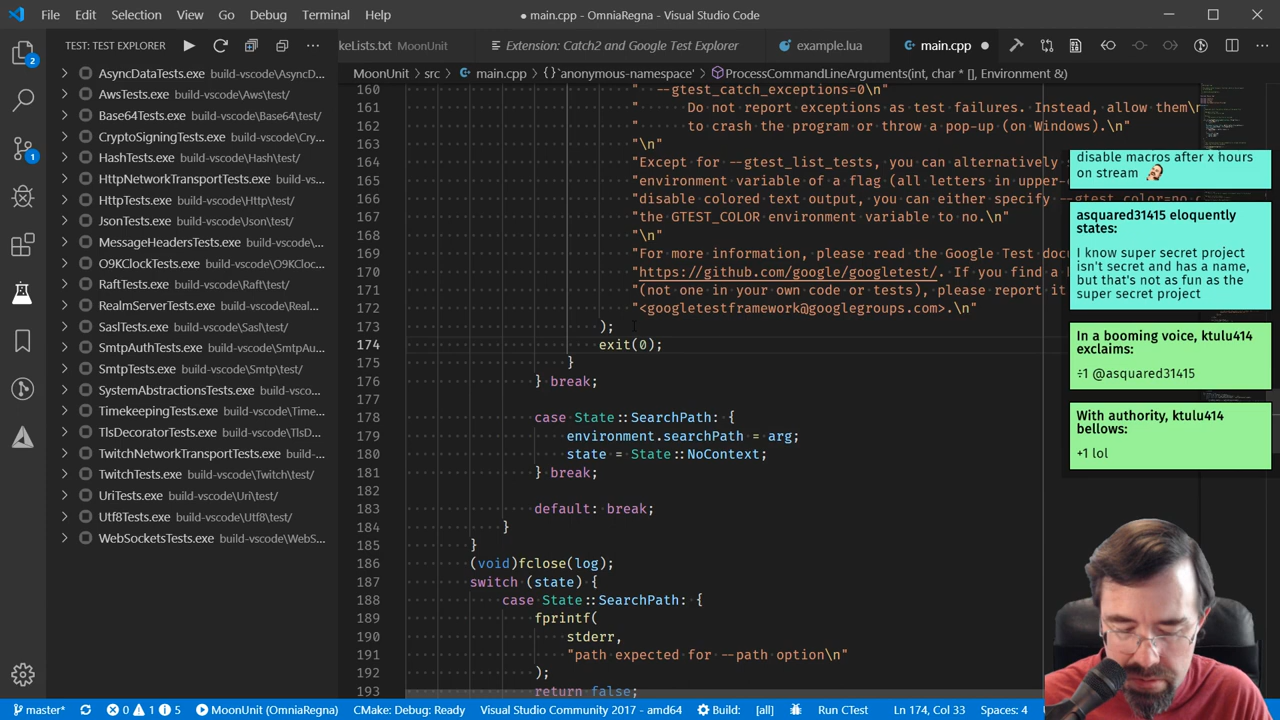 File Edit Selection View Go Debug Terminal Help
● main.cpp - OmniaRegna - Visual Studio Code
TEST: TEST EXPLORER
keLists.txt MoonUnit
Extension: Catch2 and Google Test Explorer
example.lua
main.cpp
MoonUnit > src > main.cpp > {} 'anonymous-namespace' > ProcessCommandLineArguments(int, char * [], Environment &)
2
1
AsyncDataTests.exe build-vscode\AsyncD...
AwsTests.exe build-vscode\Aws\test/
Base64Tests.exe build-vscode\Base64\test/
CryptoSigningTests.exe build-vscode\Cry...
HashTests.exe build-vscode\Hash\test/
HttpNetworkTransportTests.exe build-vs...
HttpTests.exe build-vscode\Http\test/
JsonTests.exe build-vscode\Json\test/
MessageHeadersTests.exe build-vscode\...
O9KClockTests.exe build-vscode\O9KCl...
RaftTests.exe build-vscode\Raft\test/
RealmServerTests.exe build-vscode\Real...
SaslTests.exe build-vscode\Sasl\test/
SmtpAuthTests.exe build-vscode\SmtpAu...
SmtpTests.exe build-vscode\Smtp\test/
SystemAbstractionsTests.exe build-vsco...
TimekeepingTests.exe build-vscode\Time...
TlsDecoratorTests.exe build-vscode\TlsD...
TwitchNetworkTransportTests.exe build-...
TwitchTests.exe build-vscode\Twitch\test/
UriTests.exe build-vscode\Uri\test/
Utf8Tests.exe build-vscode\Utf8\test/
WebSocketsTests.exe build-vscode\WebS...
160 " --gtest_catch_exceptions=0\n"
161 " Do not report exceptions as test failures. Instead, allow them\n
162 " to crash the program or throw a pop-up (on Windows).\n"
163 "\n"
164 "Except for --gtest_list_tests, you can alternatively
165 "environment variable of a flag (all letters in upper-
166 "disable colored text output, you can either specify --gtest_color=no
167 "the GTEST_COLOR environment variable to no.\n"
168 "\n"
169 "For more information, please read the Google Test doc
170 "https://github.com/google/googletest/. If you find a
171 "(not one in your own code or tests), please report it
172 "<googletestframework@googlegroups.com>.\n"
173 );
174 exit(0);
175 }
176 } break;
177
178 case State::SearchPath: {
179 environment.searchPath = arg;
180 state = State::NoContext;
181 } break;
182
183 default: break;
184 }
185 }
186 (void)fclose(log);
187 switch (state) {
188 case State::SearchPath: {
189 fprintf(
190 stderr,
191 "path expected for --path option\n"
192 );
193 return false;
disable macros after x hours
on stream
asquared31415 eloquently
states:
I know super secret project
isn't secret and has a name,
but that's not as fun as the
super secret project
In a booming voice, ktulu414
exclaims:
÷1 @asquared31415
With authority, ktulu414
bellows:
+1 lol
master* 0 1 5 MoonUnit (OmniaRegna) CMake: Debug: Ready Visual Studio Community 2017 - amd64 Build: [all] Run CTest Ln 174, Col 33 Spaces: 4